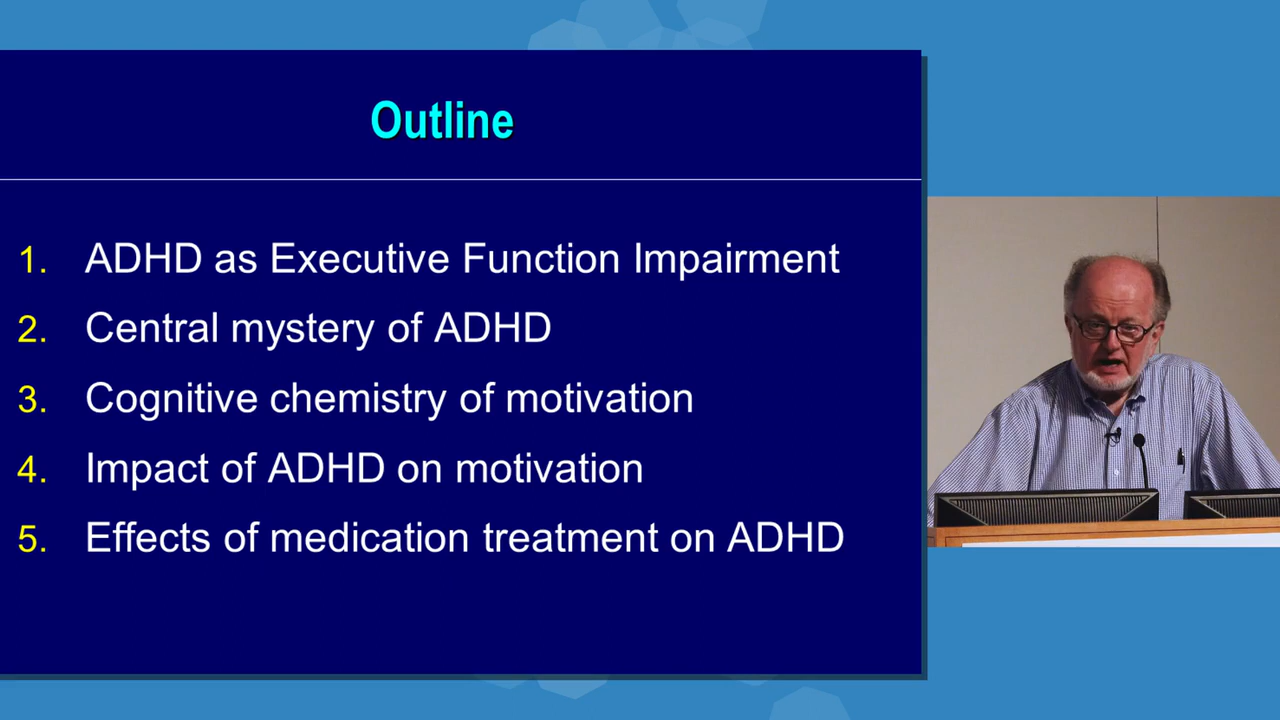 Outline
1. ADHD as Executive Function Impairment
2. Central mystery of ADHD
3. Cognitive chemistry of motivation
4. Impact of ADHD on motivation
5. Effects of medication treatment on ADHD